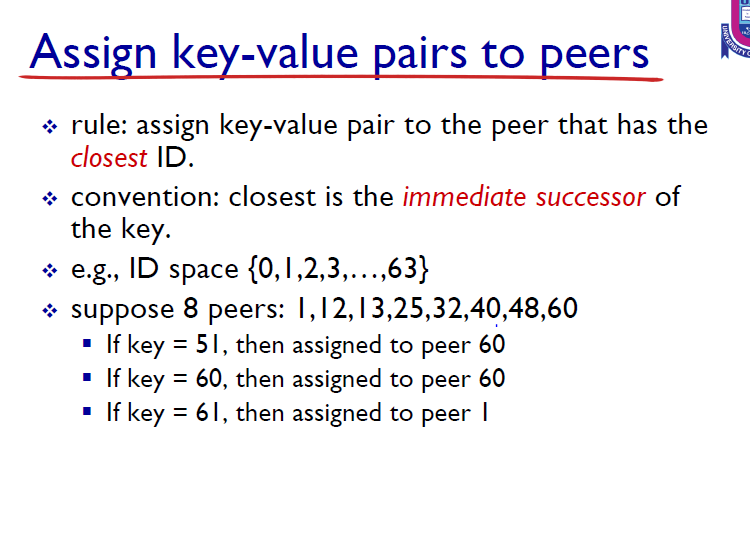 Assign key-value pairs to peers
rule: assign key-value pair to the peer that has the
closest ID.
convention: closest is the immediate successor of
the key.
e.g., ID space {0,1,2,3,…,63}
suppose 8 peers: 1,12,13,25,32,40,48,60
If key = 51, then assigned to peer 60
If key = 60, then assigned to peer 60
If key = 61, then assigned to peer 1